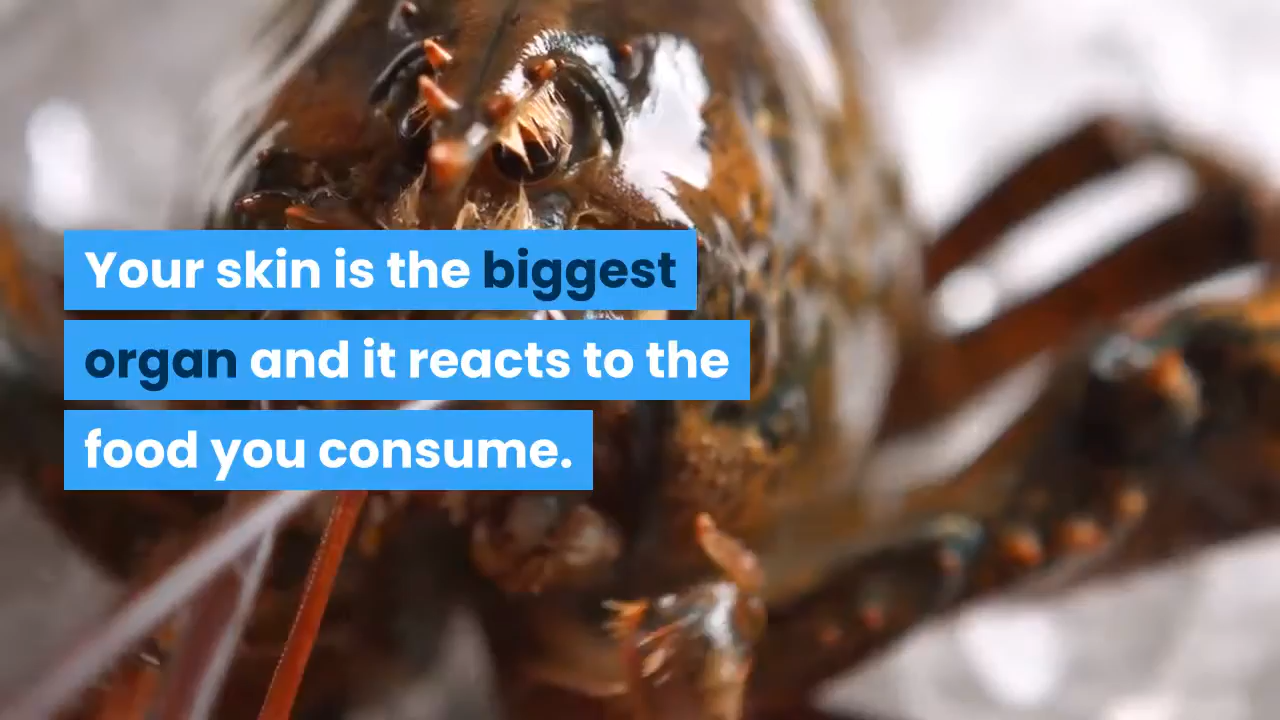 Your skin is the biggest
organ and it reacts to the
food you consume.